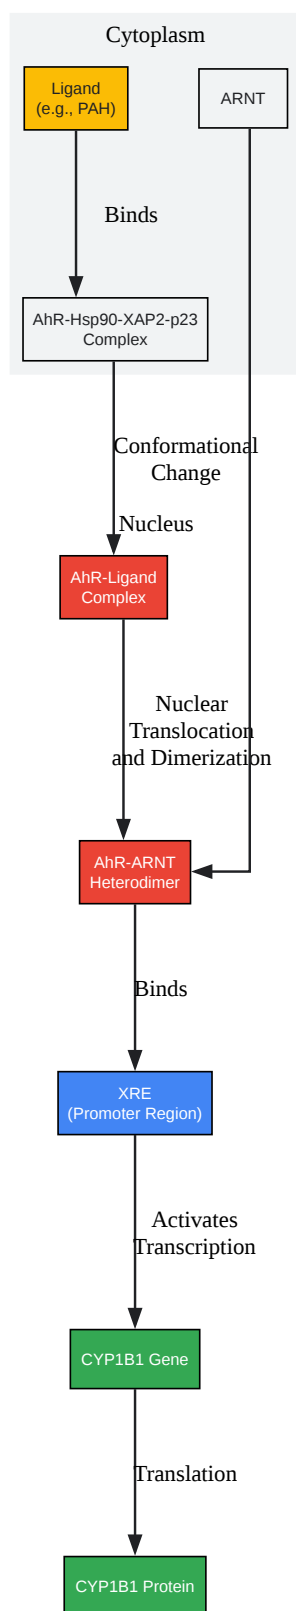 Cytoplasm
Ligand
(e.g., PAH)
ARNT
Binds
AhR-Hsp90-XAP2-p23
Complex
Conformational
Change
Nucleus
AhR-Ligand
Complex
Nuclear
Translocation
and Dimerization
AhR-ARNT
Heterodimer
Binds
XRE
(Promoter Region)
Activates
Transcription
CYP1B1 Gene
Translation
CYP1B1 Protein